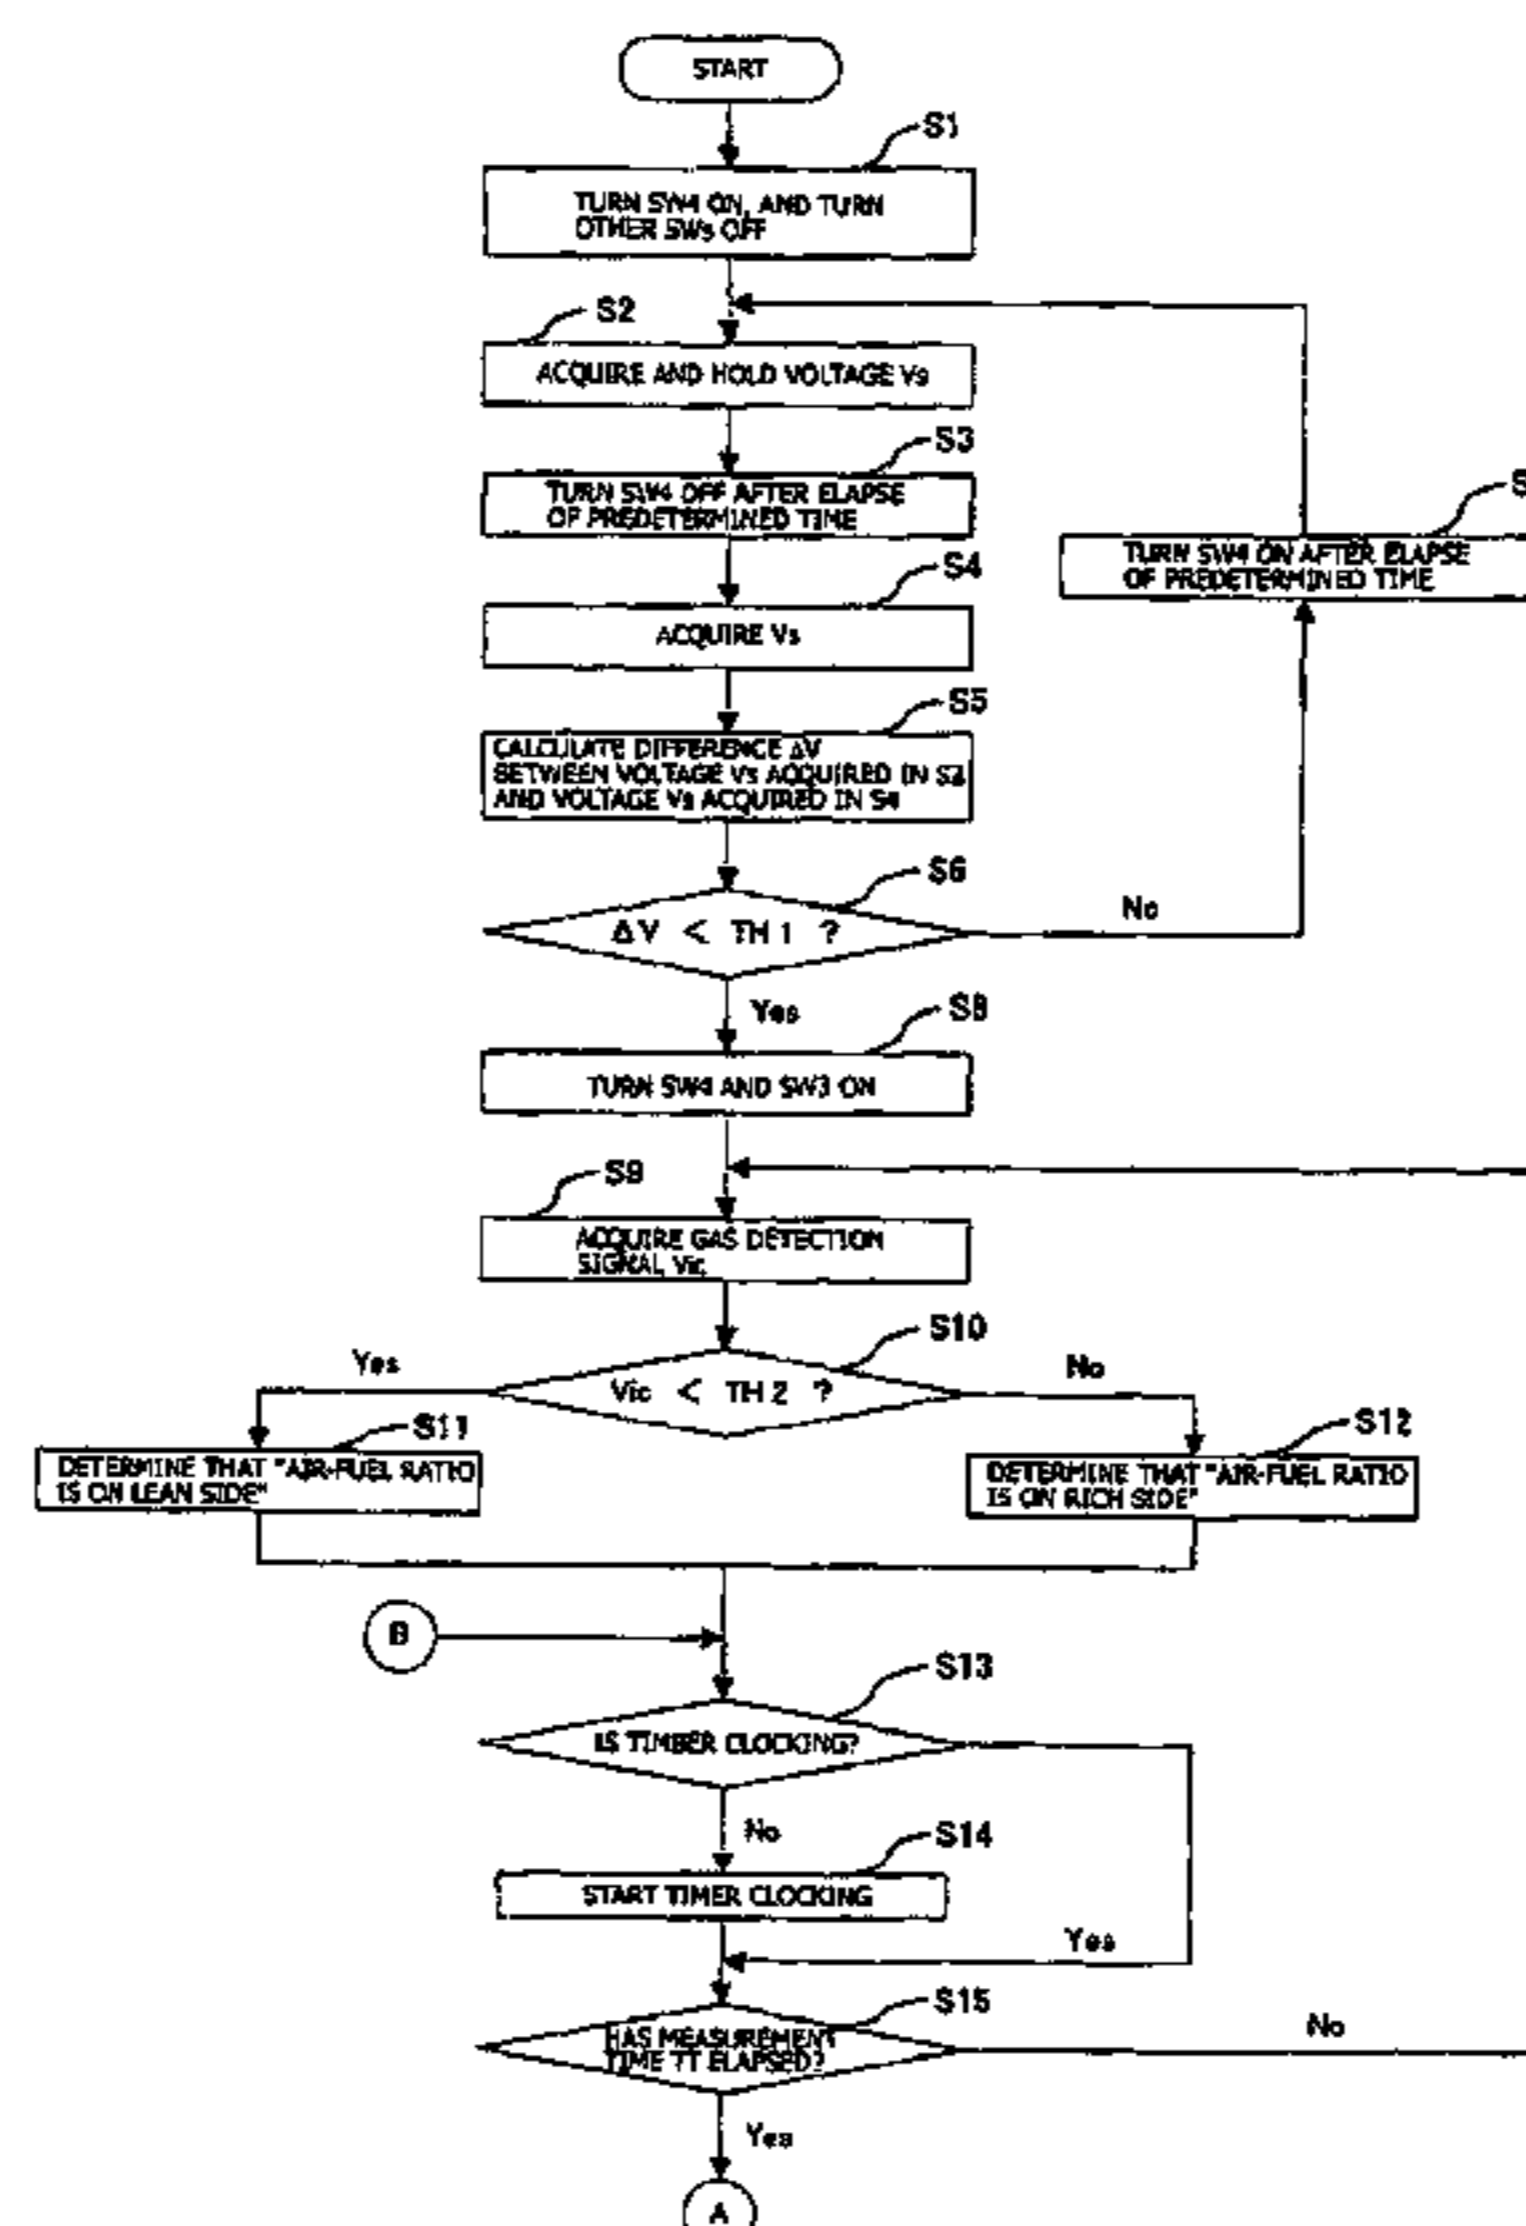 START
S1
TURN SW4 ON, AND TURN
OTHER SWs OFF
S2
ACQUIRE AND HOLD VOLTAGE Vs
S3
TURN SW4 OFF AFTER ELAPSE
OF PREDETERMINED TIME
S
TURN SW4 ON AFTER ELAPSE
OF PREDETERMINED TIME
S4
ACQUIRE Vs
S5
CALCULATE DIFFERENCE ΔV
BETWEEN VOLTAGE Vs ACQUIRED IN S2
AND VOLTAGE Vs ACQUIRED IN S4
S6
ΔV < TH1 ?
No
Yes
S8
TURN SW4 AND SW3 ON
S9
ACQUIRE GAS DETECTION
SIGNAL Vic
S10
Yes
Vic < TH2 ?
No
S11
DETERMINE THAT "AIR-FUEL RATIO
IS ON LEAN SIDE"
S12
DETERMINE THAT "AIR-FUEL RATIO
IS ON RICH SIDE"
B
S13
IS TIMBER CLOCKING?
No
S14
START TIMER CLOCKING
Yes
S15
HAS MEASUREMENT
TIME TT ELAPSED?
No
Yes
A